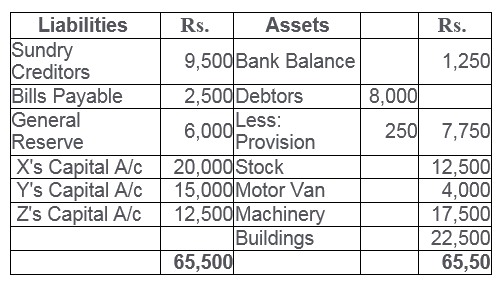 Liabilities Rs. Assets Rs.
Sundry Creditors 9,500 Bank Balance 1,250
Bills Payable 2,500 Debtors 8,000
General Reserve 6,000 Less: Provision 250 7,750
X's Capital A/c 20,000 Stock 12,500
Y's Capital A/c 15,000 Motor Van 4,000
Z's Capital A/c 12,500 Machinery 17,500
Buildings 22,500
65,500 65,50